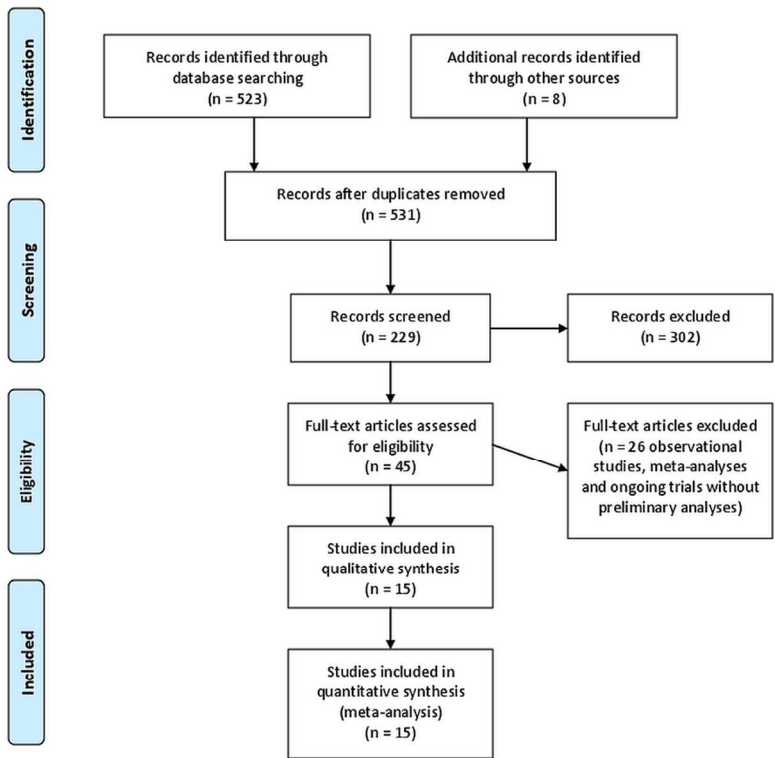 Identification
Records identified through
database searching
(n = 523)
Additional records identified
through other sources
(n = 8)
Records after duplicates removed
(n = 531)
Screening
Records screened
(n = 229)
Records excluded
(n = 302)
Eligibility
Full-text articles assessed
for eligibility
(n = 45)
Full-text articles excluded
(n = 26 observational
studies, meta-analyses
and ongoing trials without
preliminary analyses)
Studies included in
qualitative synthesis
(n = 15)
Included
Studies included in
quantitative synthesis
(meta-analysis)
(n = 15)